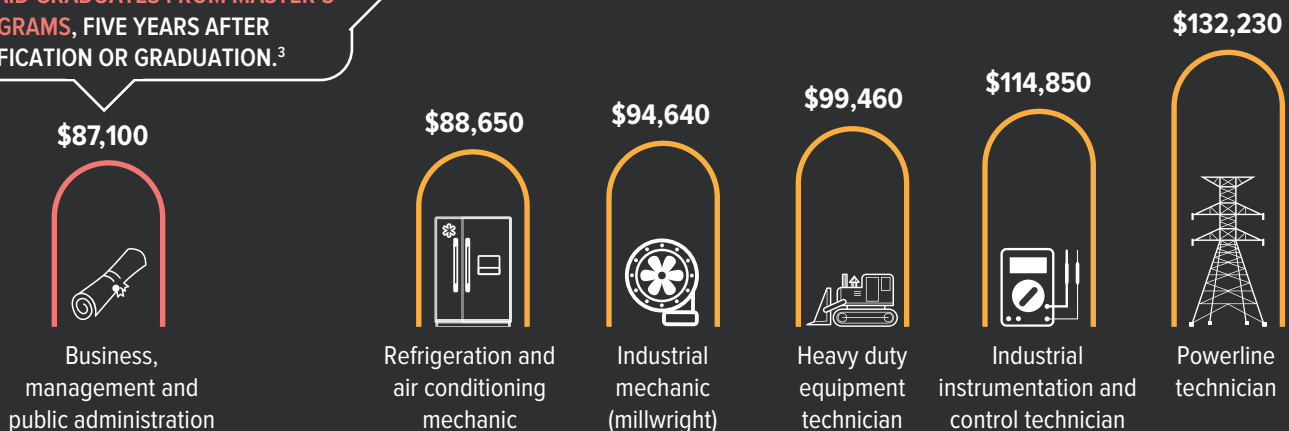 GRAMS, FIVE YEARS AFTER
IFICATION OR GRADUATION.³
$87,100
Business,
management and
public administration
$88,650
Refrigeration and
air conditioning
mechanic
$94,640
Industrial
mechanic
(millwright)
$99,460
Heavy duty
equipment
technician
$114,850
Industrial
instrumentation and
control technician
$132,230
Powerline
technician